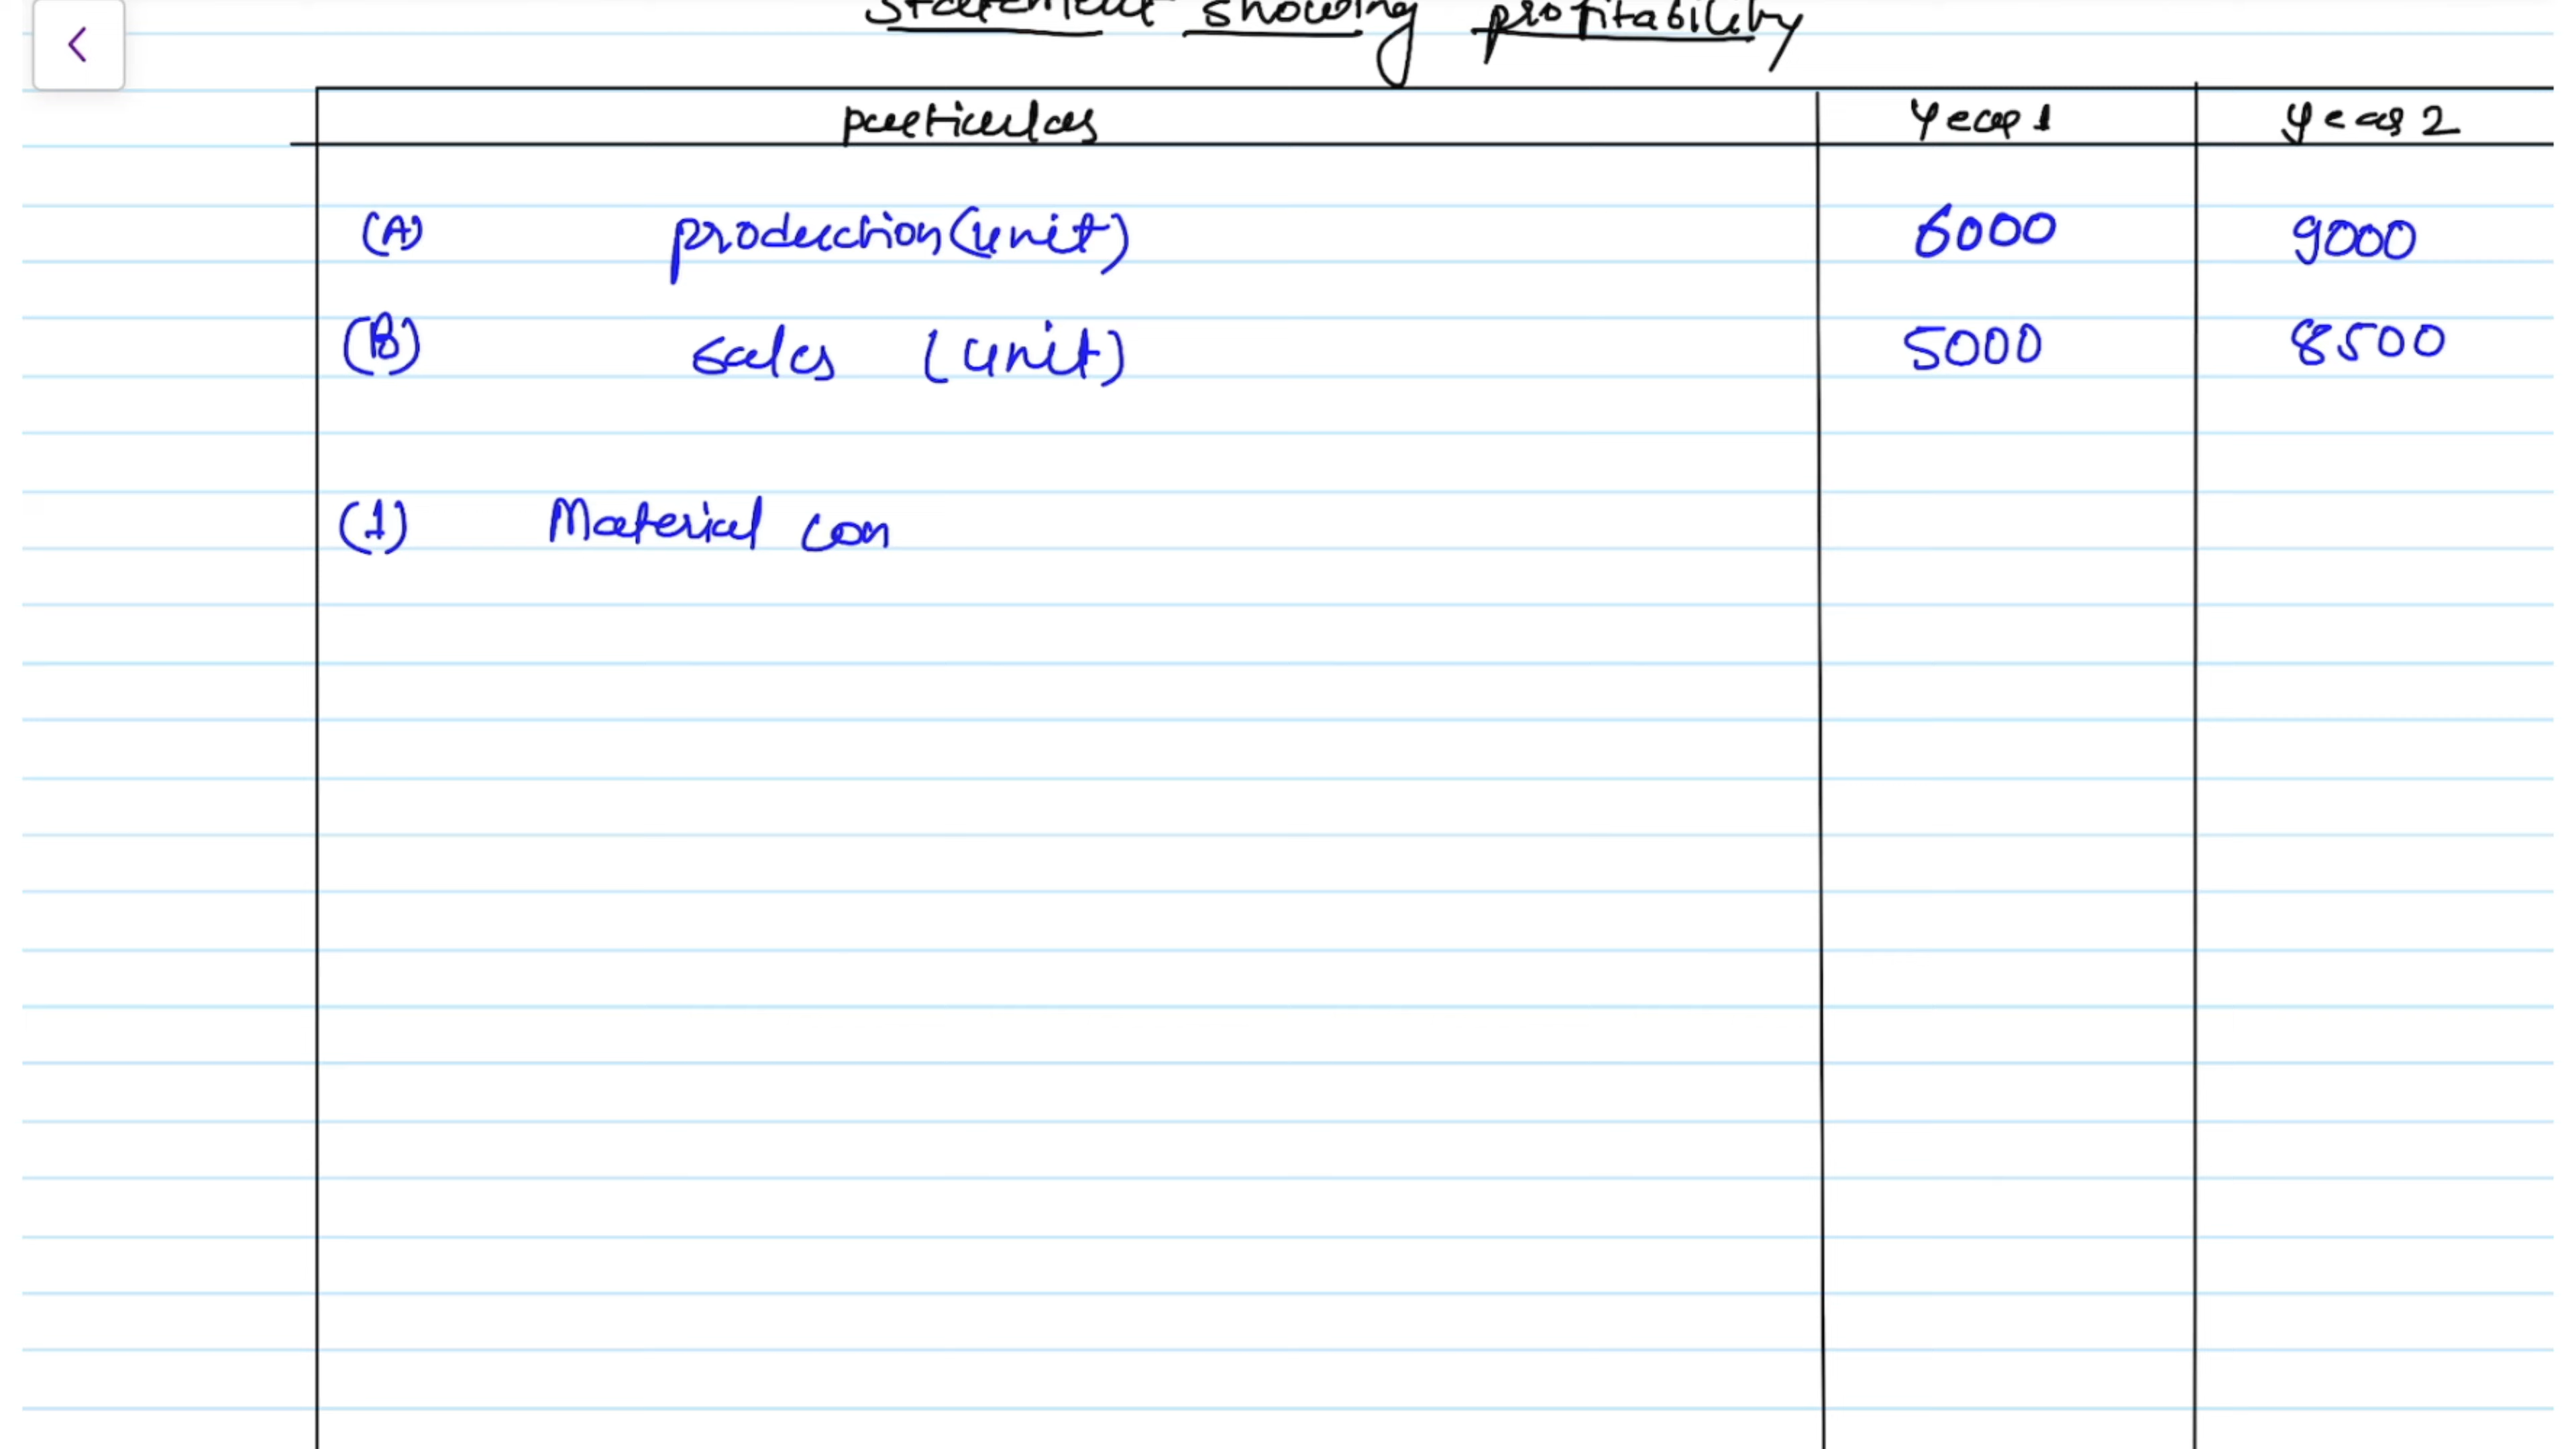 Statement showing profitability
particulars Year 1 Year 2
(A) production (unit) 6000 9000
(B) sales (unit) 5000 8500
(1) Material con